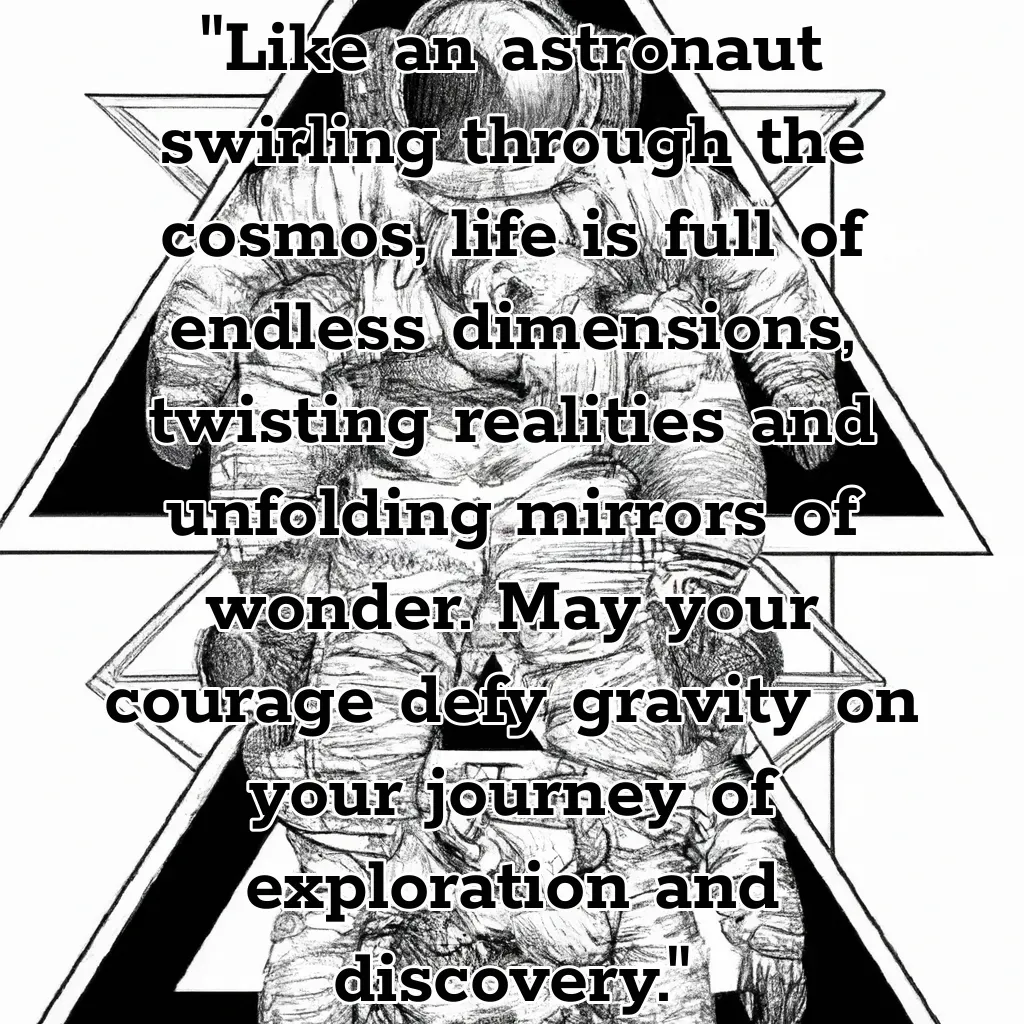 "Like an astronaut
swirling through the
cosmos, life is full of
endless dimensions,
twisting realities and
unfolding mirrors of
wonder. May your
courage defy gravity on
your journey of
exploration and
discovery."